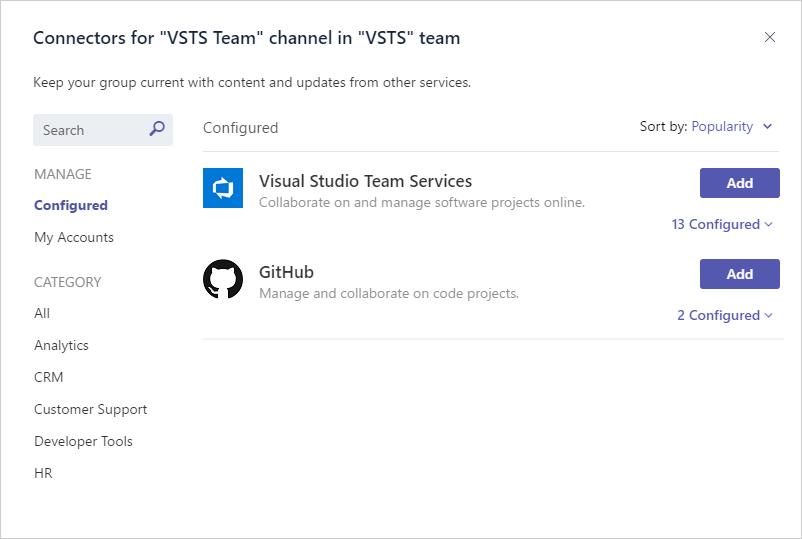 Connectors for "VSTS Team" channel in "VSTS" team
Keep your group current with content and updates from other services.
Search
MANAGE
Configured
My Accounts
CATEGORY
All
Analytics
CRM
Customer Support
Developer Tools
HR
Configured
Sort by: Popularity
Visual Studio Team Services
Collaborate on and manage software projects online.
Add
13 Configured
GitHub
Manage and collaborate on code projects.
Add
2 Configured